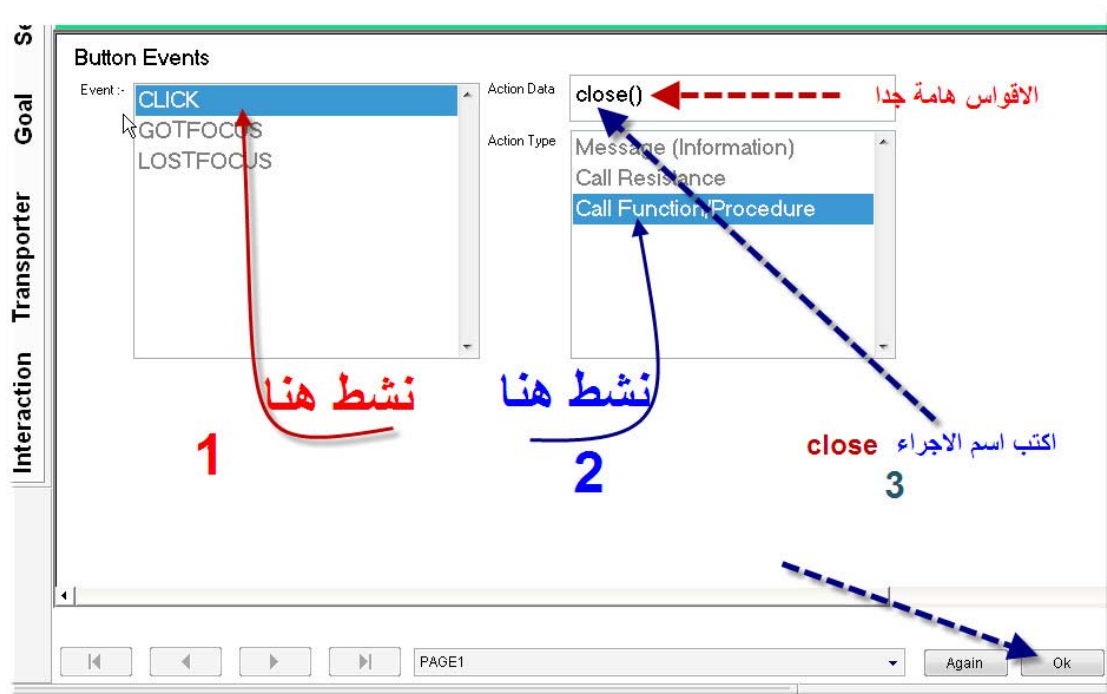 Button Events
Event :-
CLICK
GOTFOCUS
LOSTFOCUS
Action Data
close()
الاقواس هامة جدا
Action Type
Message (Information)
Call Resistance
Call Function/Procedure
نشط هنا
1
نشط هنا
2
اكتب اسم الاجراء close
3
Goal
Transporter
Interaction
PAGE1
Again
Ok